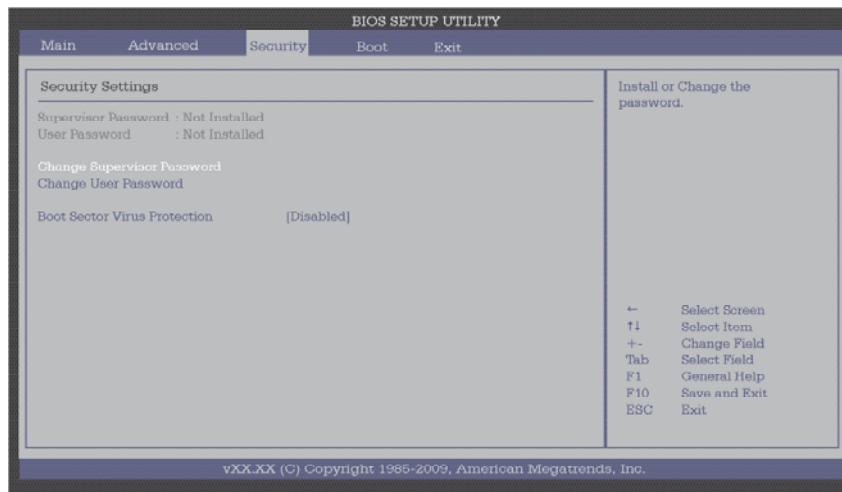 BIOS SETUP UTILITY
Main Advanced Security Boot Exit
Security Settings
Supervisor Password : Not Installed
User Password : Not Installed
Change Supervisor Password
Change User Password
Boot Sector Virus Protection [Disabled]
Install or Change the
password.
← Select Screen
↑↓ Select Item
+- Change Field
Tab Select Field
F1 General Help
F10 Save and Exit
ESC Exit
vXX.XX (C) Copyright 1985-2009, American Megatrends, Inc.